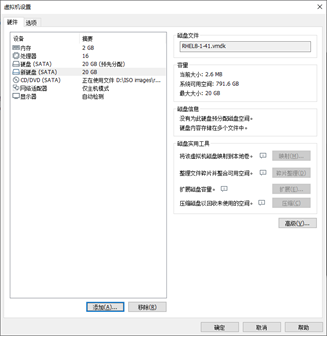 虚拟机设置
硬件 选项
设备 摘要
内存 2 GB
处理器 16
硬盘 (SATA) 20 GB (持久分配)
新硬盘 (SATA) 20 GB
CD/DVD (SATA) 正在使用文件 D:\ISO images\r...
网络适配器 仅主机模式
显示器 自动检测
添加(A)... 移除(R)
磁盘文件
RHEL8-1-41.vmdk
容量
当前大小: 2.6 MB
系统可用空间: 791.6 GB
最大大小: 20 GB
磁盘信息
没有为此硬盘预分配磁盘空间。
硬盘内容存储在多个文件中。
磁盘实用工具
将该虚拟机磁盘映射到本地卷。 映射(M)...
整理文件碎片并整合可用空间。 碎片整理(D)
扩展磁盘容量。 扩展(E)...
压缩磁盘以回收未使用的空间。 压缩(C)
高级(V)...
确定 取消 帮助